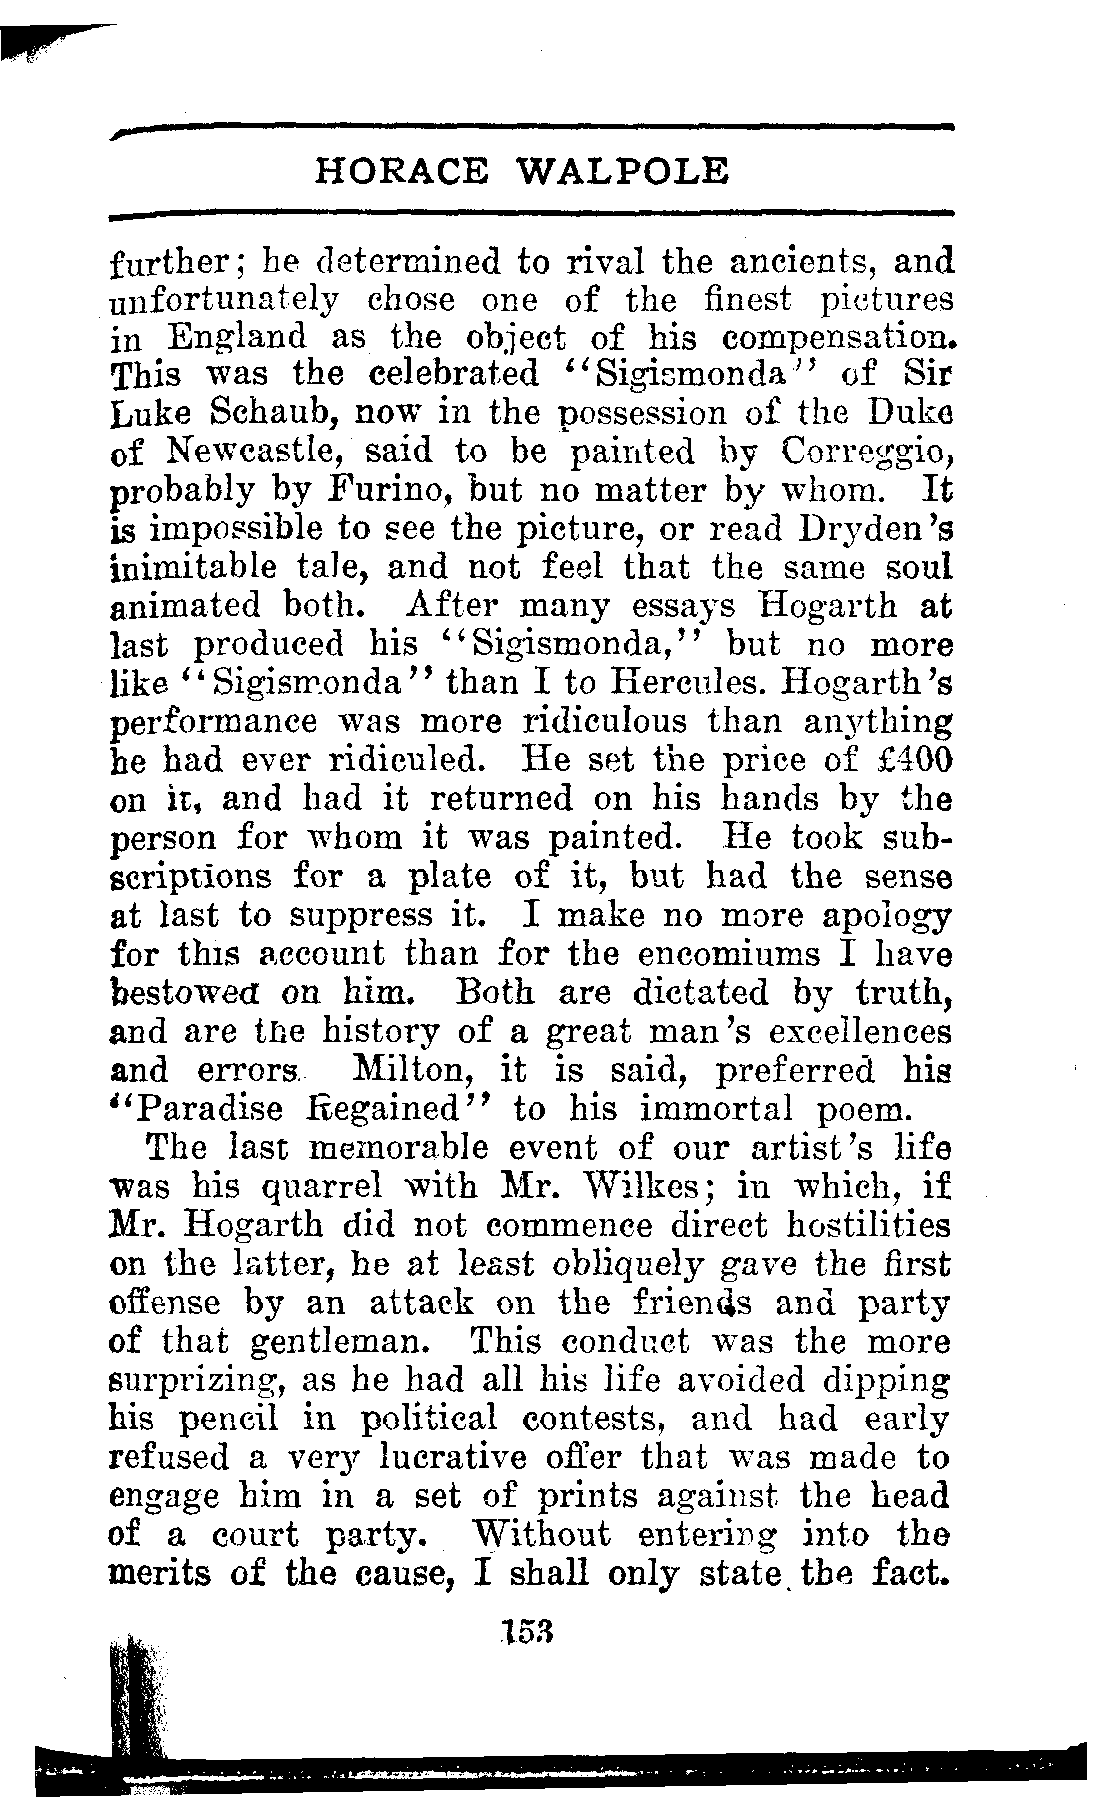 HORACE WALPOLE
further; he determined to rival the ancients, and
unfortunately chose one of the finest pictures
in England as the object of his compensation.
This was the celebrated "Sigismonda" of Sir
Luke Schaub, now in the possession of the Duke
of Newcastle, said to be painted by Correggio,
probably by Furino, but no matter by whom. It
is impossible to see the picture, or read Dryden's
inimitable tale, and not feel that the same soul
animated both. After many essays Hogarth at
last produced his "Sigismonda," but no more
like "Sigismonda" than I to Hercules. Hogarth's
performance was more ridiculous than anything
he had ever ridiculed. He set the price of £400
on it, and had it returned on his hands by the
person for whom it was painted. He took sub-
scriptions for a plate of it, but had the sense
at last to suppress it. I make no more apology
for this account than for the encomiums I have
bestowed on him. Both are dictated by truth,
and are the history of a great man's excellences
and errors. Milton, it is said, preferred his
"Paradise Regained" to his immortal poem.
The last memorable event of our artist's life
was his quarrel with Mr. Wilkes; in which, if
Mr. Hogarth did not commence direct hostilities
on the latter, he at least obliquely gave the first
offense by an attack on the friends and party
of that gentleman. This conduct was the more
surprizing, as he had all his life avoided dipping
his pencil in political contests, and had early
refused a very lucrative offer that was made to
engage him in a set of prints against the head
of a court party. Without entering into the
merits of the cause, I shall only state the fact.
153